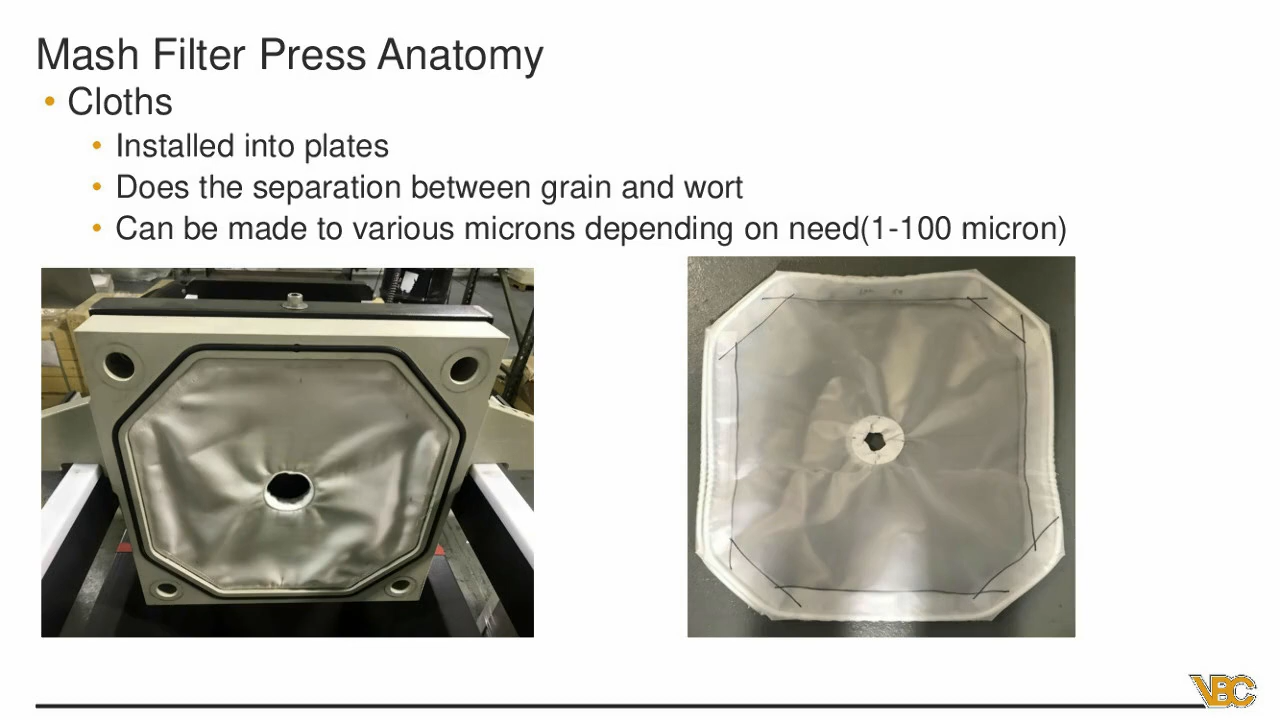 Mash Filter Press Anatomy
• Cloths
• Installed into plates
• Does the separation between grain and wort
• Can be made to various microns depending on need(1-100 micron)
VBC